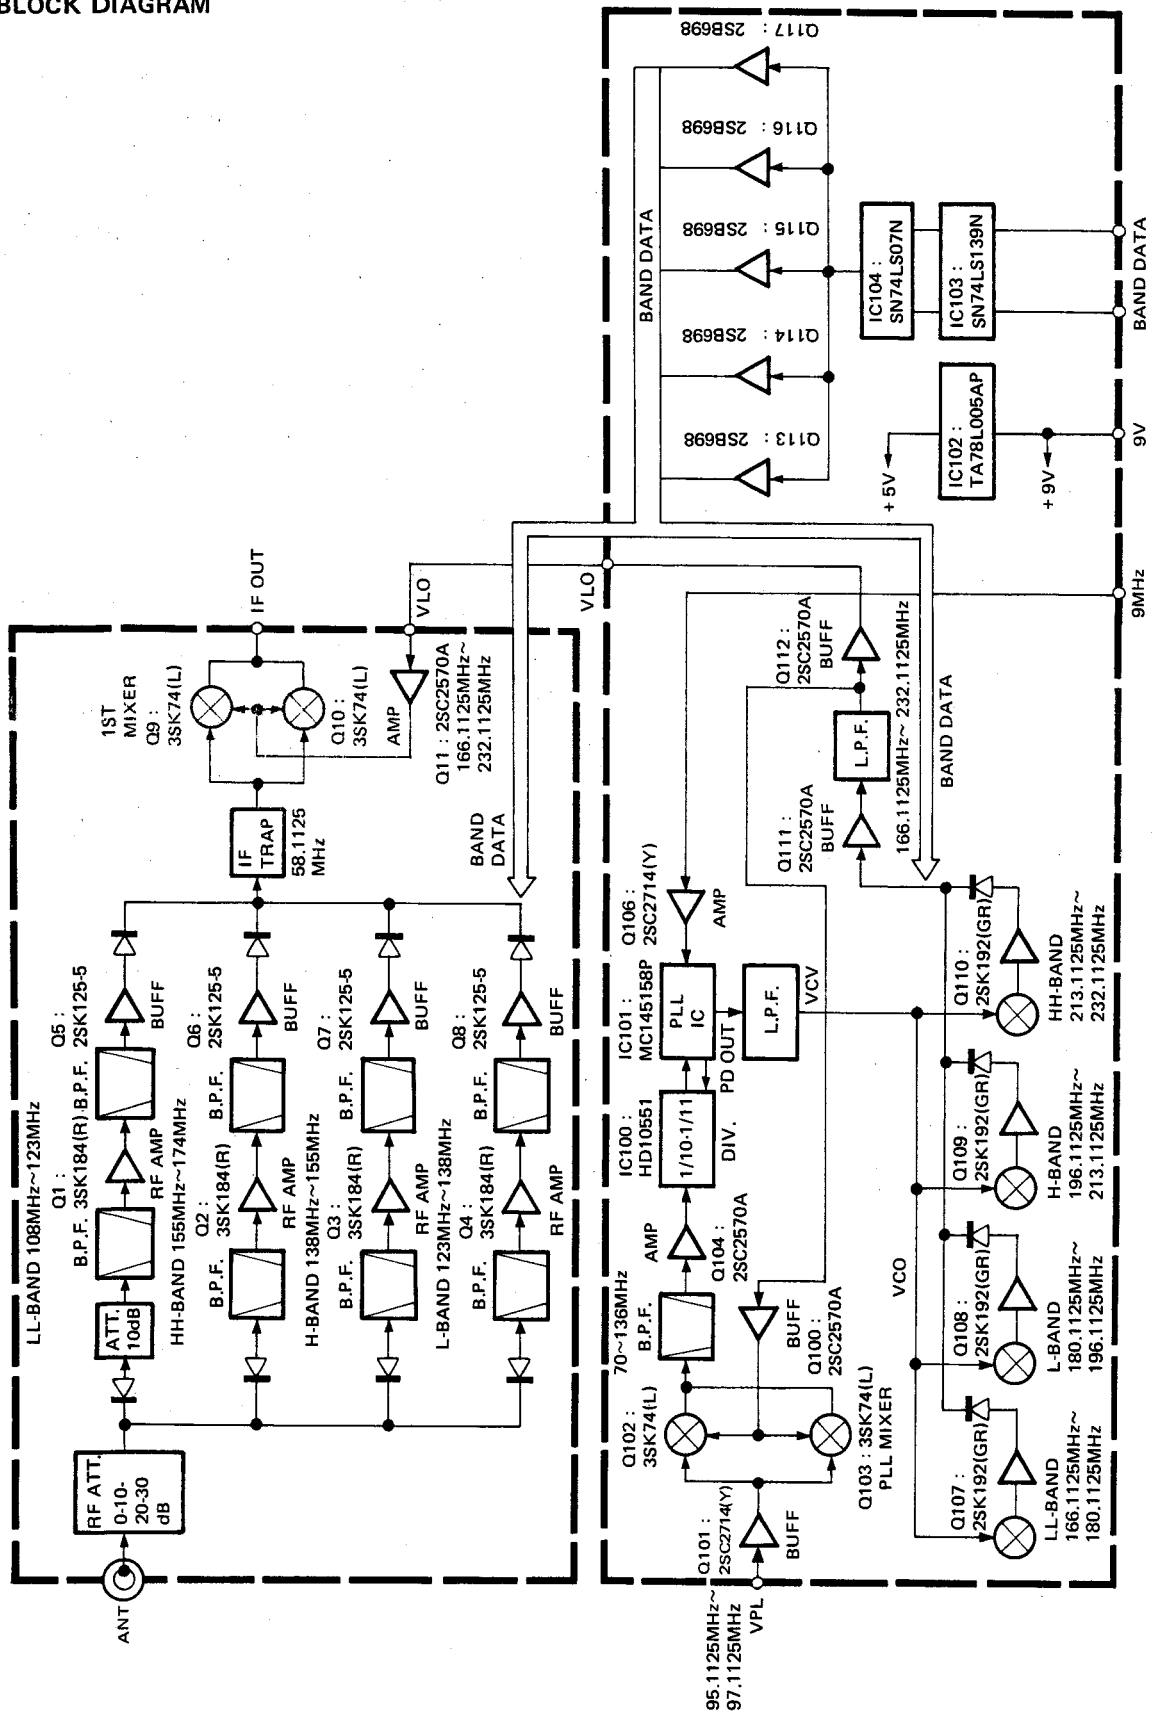 BLOCK DIAGRAM
ANT
RF ATT.
0-10-
20-30
dB
LL-BAND 108MHz~123MHz
ATT.
10dB
B.P.F.
Q1 :
3SK184(R)
RF AMP
B.P.F.
Q5 :
2SK125-5
BUFF
HH-BAND 155MHz~174MHz
B.P.F.
Q2 :
3SK184(R)
RF AMP
B.P.F.
Q6 :
2SK125-5
BUFF
H-BAND 138MHz~155MHz
B.P.F.
Q3 :
3SK184(R)
RF AMP
B.P.F.
Q7 :
2SK125-5
BUFF
L-BAND 123MHz~138MHz
B.P.F.
Q4 :
3SK184(R)
RF AMP
B.P.F.
Q8 :
2SK125-5
BUFF
IF
TRAP
58.1125
MHz
1ST
MIXER
Q9 :
3SK74(L)
Q10 :
3SK74(L)
AMP
Q11 : 2SC2570A
166.1125MHz~
232.1125MHz
IF OUT
VLO
BAND
DATA
VLO
95.1125MHz~
97.1125MHz
VPL
Q101 :
2SC2714(Y)
BUFF
Q102 :
3SK74(L)
Q103 : 3SK74(L)
PLL MIXER
70~136MHz
B.P.F.
BUFF
Q100 :
2SC2570A
AMP
Q104 :
2SC2570A
IC100 :
HD10551
1/10·1/11
DIV.
IC101 :
MC145158P
PLL
IC
PD OUT
L.P.F.
VCV
Q106 :
2SC2714(Y)
AMP
Q111 :
2SC2570A
BUFF
L.P.F.
Q112 :
2SC2570A
BUFF
166.1125MHz~ 232.1125MHz
BAND DATA
VCO
Q107 :
2SK192(GR)
LL-BAND
166.1125MHz~
180.1125MHz
Q108 :
2SK192(GR)
L-BAND
180.1125MHz~
196.1125MHz
Q109 :
2SK192(GR)
H-BAND
196.1125MHz~
213.1125MHz
Q110 :
2SK192(GR)
HH-BAND
213.1125MHz~
232.1125MHz
BAND DATA
Q113 :
2SB698
Q114 :
2SB698
Q115 :
2SB698
Q116 :
2SB698
Q117 :
2SB698
IC104 :
SN74LS07N
IC103 :
SN74LS139N
IC102 :
TA78L005AP
+5V
+9V
9MHz
9V
BAND DATA